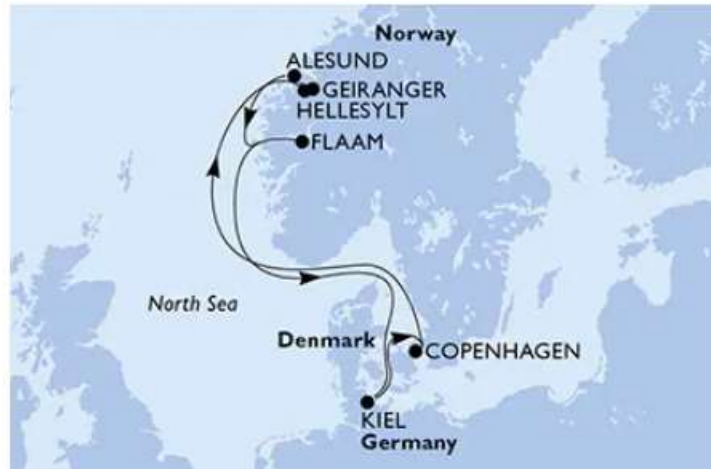 Norway
ALESUND
GEIRANGER
HELLESYLT
FLAAM
North Sea
Denmark
COPENHAGEN
KIEL
Germany